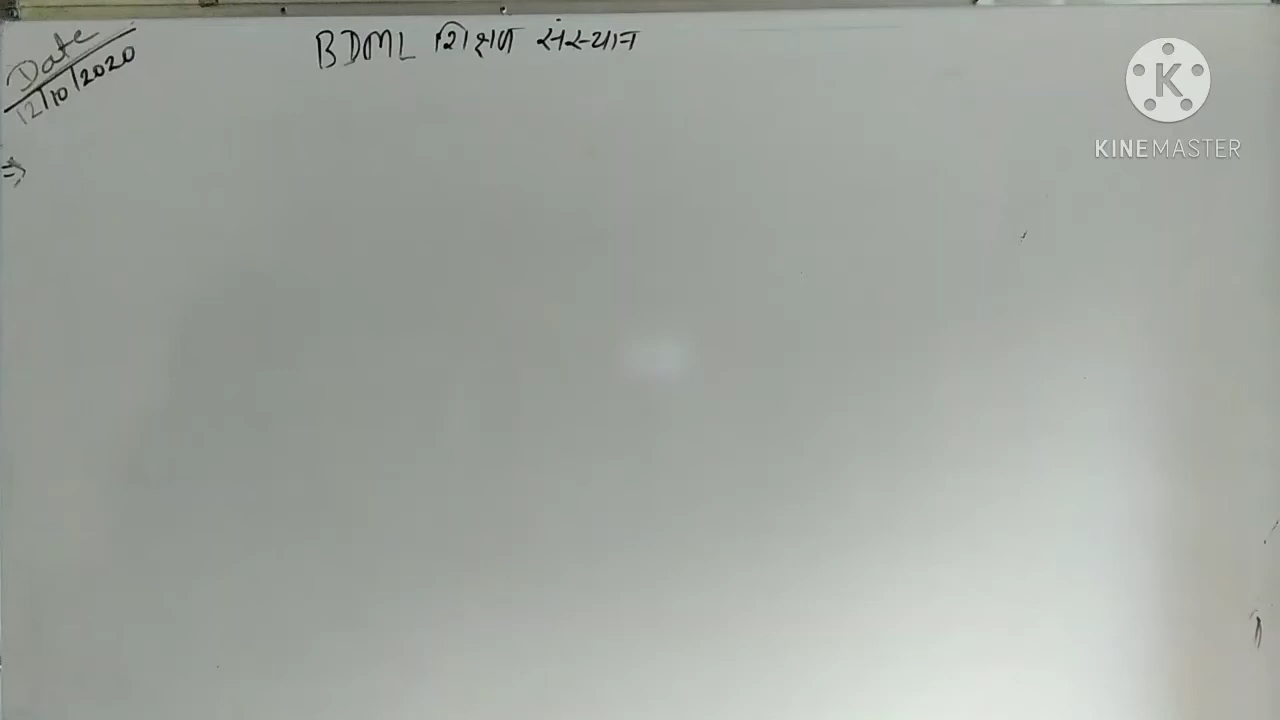 Date
12/10/2020
BDML शिक्षण संस्थान
⇒
K
KINEMASTER